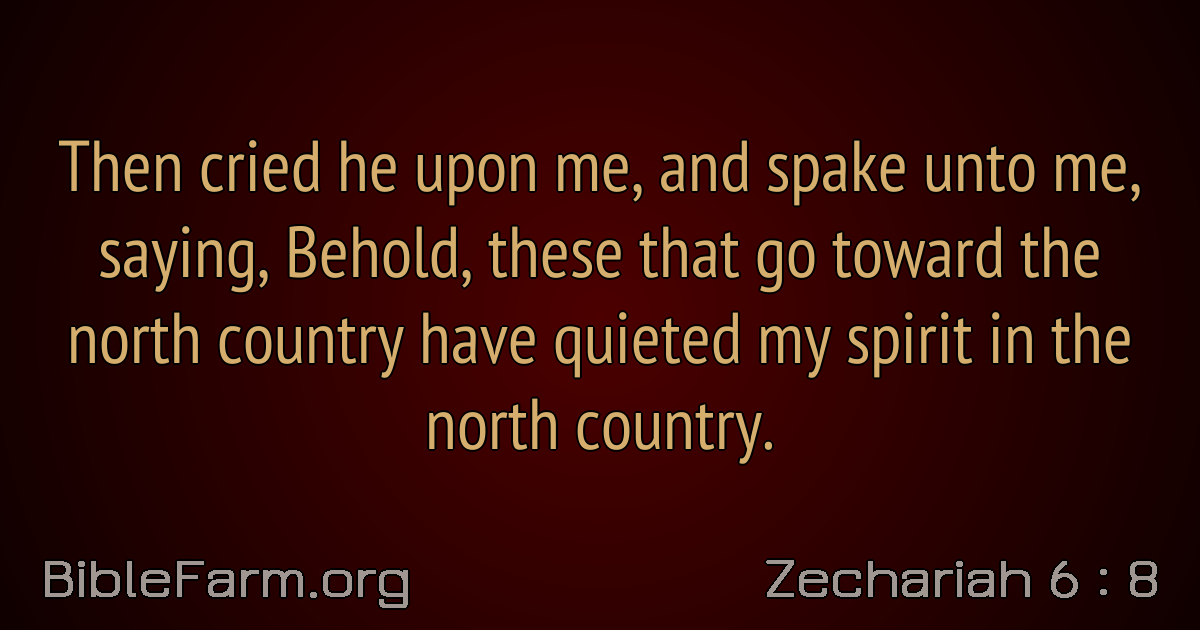 Then cried he upon me, and spake unto me,
saying, Behold, these that go toward the
north country have quieted my spirit in the
north country.
BibleFarm.org
Zechariah 6 : 8